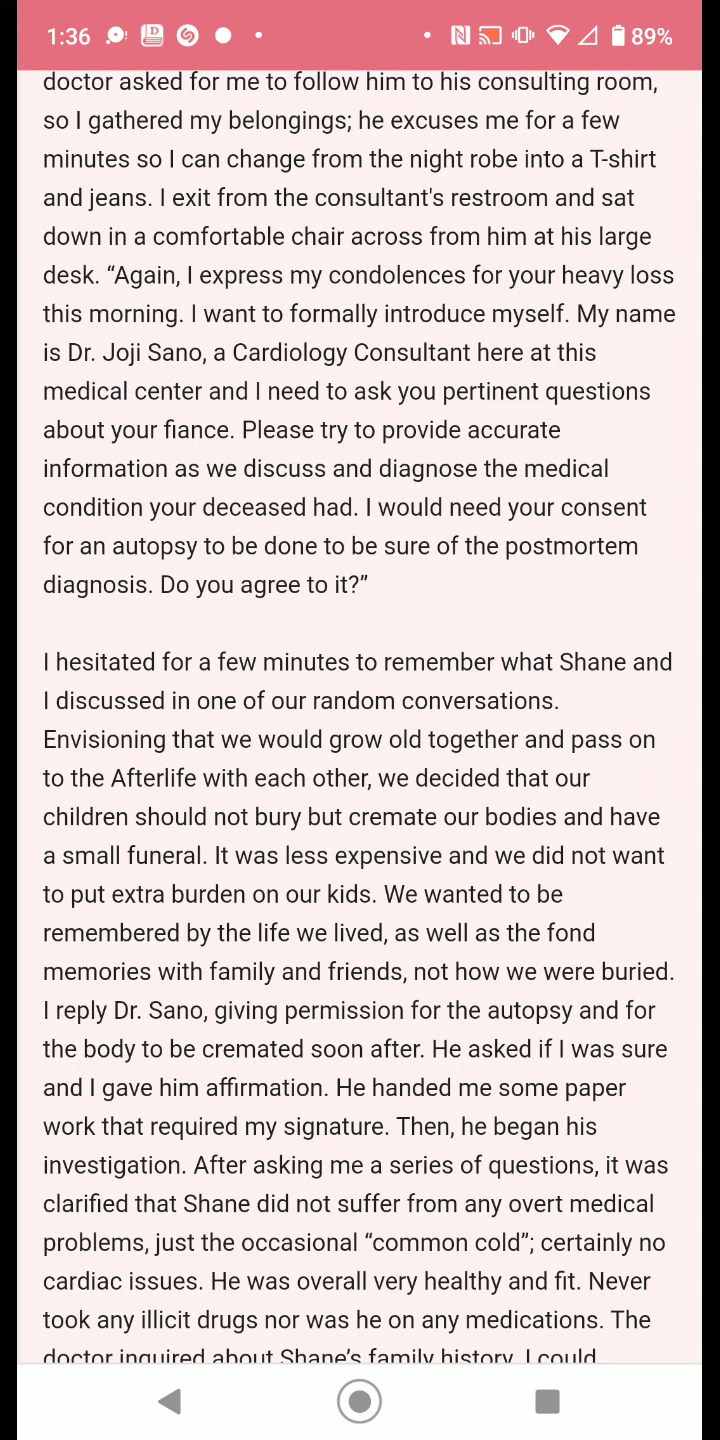 1:36
89%
doctor asked for me to follow him to his consulting room,
so I gathered my belongings; he excuses me for a few
minutes so I can change from the night robe into a T-shirt
and jeans. I exit from the consultant's restroom and sat
down in a comfortable chair across from him at his large
desk. “Again, I express my condolences for your heavy loss
this morning. I want to formally introduce myself. My name
is Dr. Joji Sano, a Cardiology Consultant here at this
medical center and I need to ask you pertinent questions
about your fiance. Please try to provide accurate
information as we discuss and diagnose the medical
condition your deceased had. I would need your consent
for an autopsy to be done to be sure of the postmortem
diagnosis. Do you agree to it?”
I hesitated for a few minutes to remember what Shane and
I discussed in one of our random conversations.
Envisioning that we would grow old together and pass on
to the Afterlife with each other, we decided that our
children should not bury but cremate our bodies and have
a small funeral. It was less expensive and we did not want
to put extra burden on our kids. We wanted to be
remembered by the life we lived, as well as the fond
memories with family and friends, not how we were buried.
I reply Dr. Sano, giving permission for the autopsy and for
the body to be cremated soon after. He asked if I was sure
and I gave him affirmation. He handed me some paper
work that required my signature. Then, he began his
investigation. After asking me a series of questions, it was
clarified that Shane did not suffer from any overt medical
problems, just the occasional “common cold”; certainly no
cardiac issues. He was overall very healthy and fit. Never
took any illicit drugs nor was he on any medications. The
doctor inquired about Shane’s family history. I could